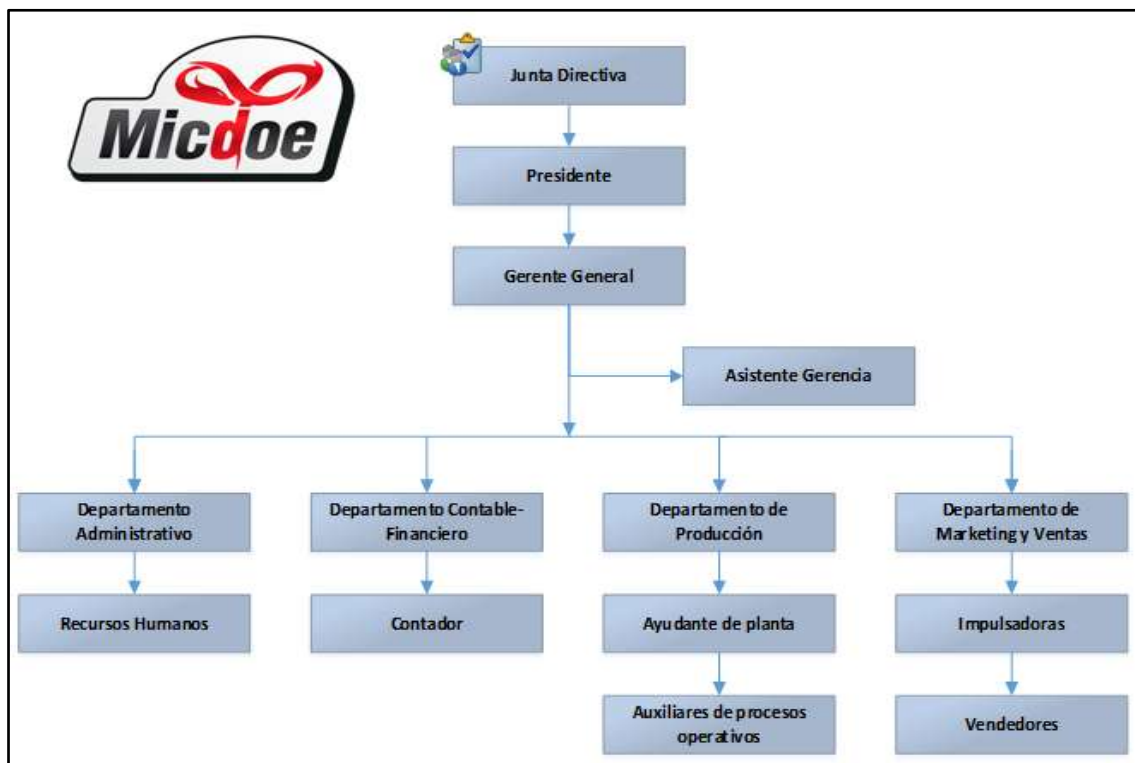 Micdoe
Junta Directiva
Presidente
Gerente General
Asistente Gerencia
Departamento
Administrativo
Departamento Contable-
Financiero
Departamento de
Producción
Departamento de
Marketing y Ventas
Recursos Humanos
Contador
Ayudante de planta
Impulsadoras
Auxiliares de procesos
operativos
Vendedores